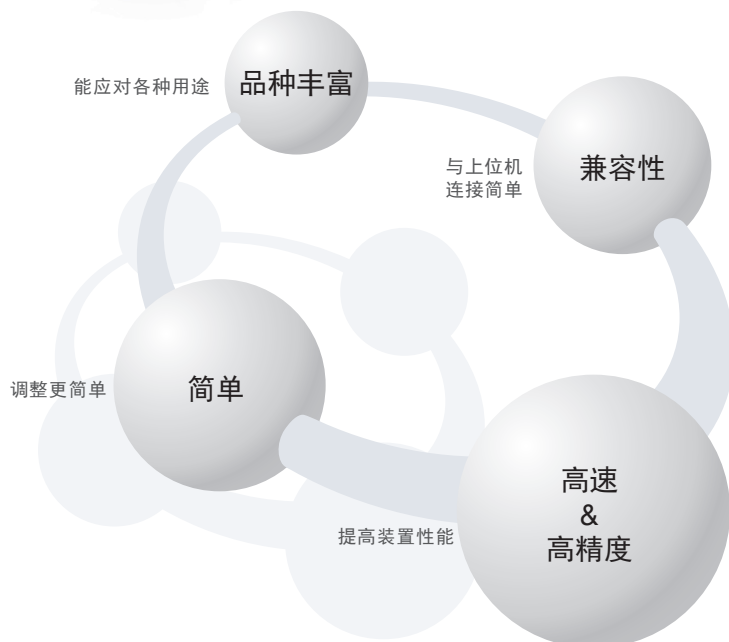 能应对各种用途
品种丰富
与上位机
连接简单
兼容性
调整更简单
简单
提高装置性能
高速
&
高精度